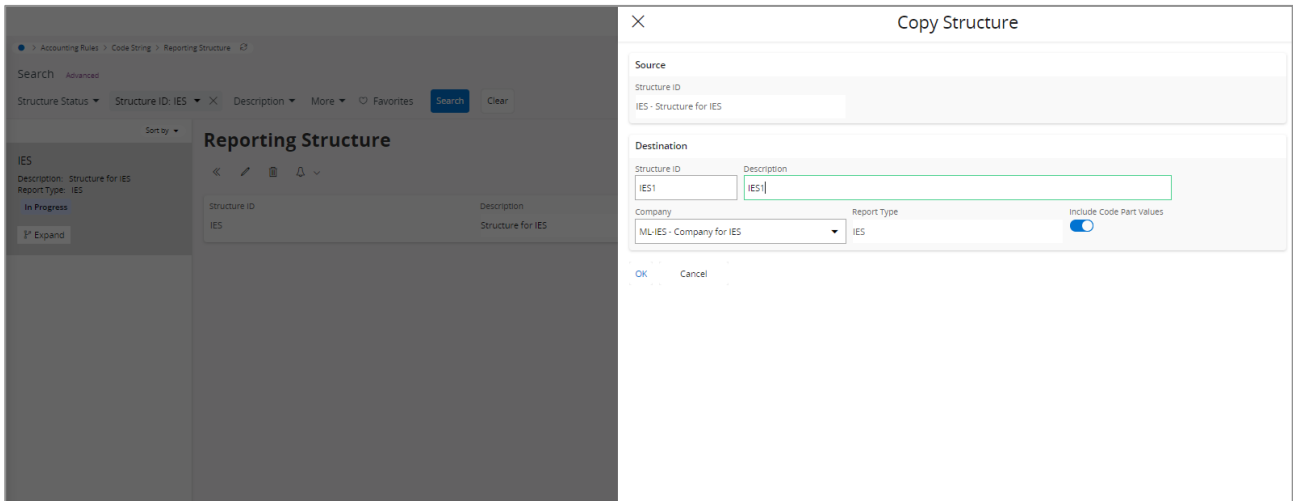 > Accounting Rules > Code String > Reporting Structure
Search Advanced
Structure Status Structure ID: IES Description More Favorites Search Clear
Sort by
IES
Description: Structure for IES
Report Type: IES
In Progress
Expand
Reporting Structure
Structure ID Description
IES Structure for IES
Copy Structure
Source
Structure ID
IES - Structure for IES
Destination
Structure ID Description
IES1 IES1
Company Report Type Include Code Part Values
ML-IES - Company for IES IES
OK Cancel